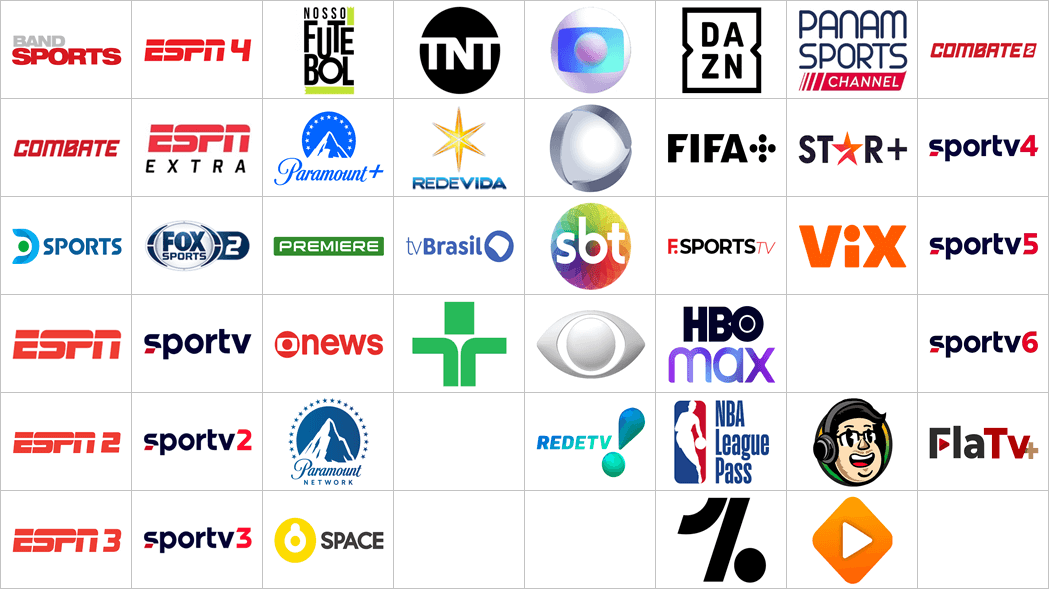 BAND
SPORTS
ESPN 4
NOSSO
FUTE
BOL
TNT
DA
ZN
PANAM
SPORTS
CHANNEL
COMBATE 2
COMBATE
ESPN
EXTRA
Paramount+
REDEVIDA
FIFA+
STAR+
sportv4
D SPORTS
FOX
SPORTS 2
PREMIERE
tvBrasil
sbt
F.SPORTSTV
ViX
sportv5
ESPN
sportv
news
HBO
max
sportv6
ESPN 2
sportv2
Paramount
NETWORK
REDETV!
NBA
League
Pass
FlaTv+
ESPN 3
sportv3
SPACE